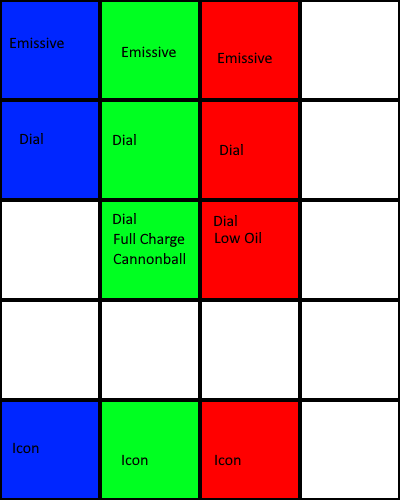 Emissive
Emissive
Emissive
Dial
Dial
Dial
Dial
Full Charge
Cannonball
Dial
Low Oil
Icon
Icon
Icon